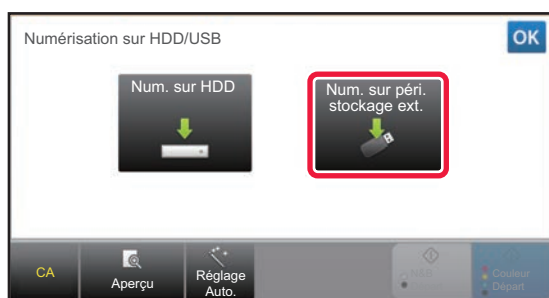 Numérisation sur HDD/USB
OK
Num. sur HDD
Num. sur péri.
stockage ext.
CA
Aperçu
Réglage
Auto.
N&B
Départ
Couleur
Départ